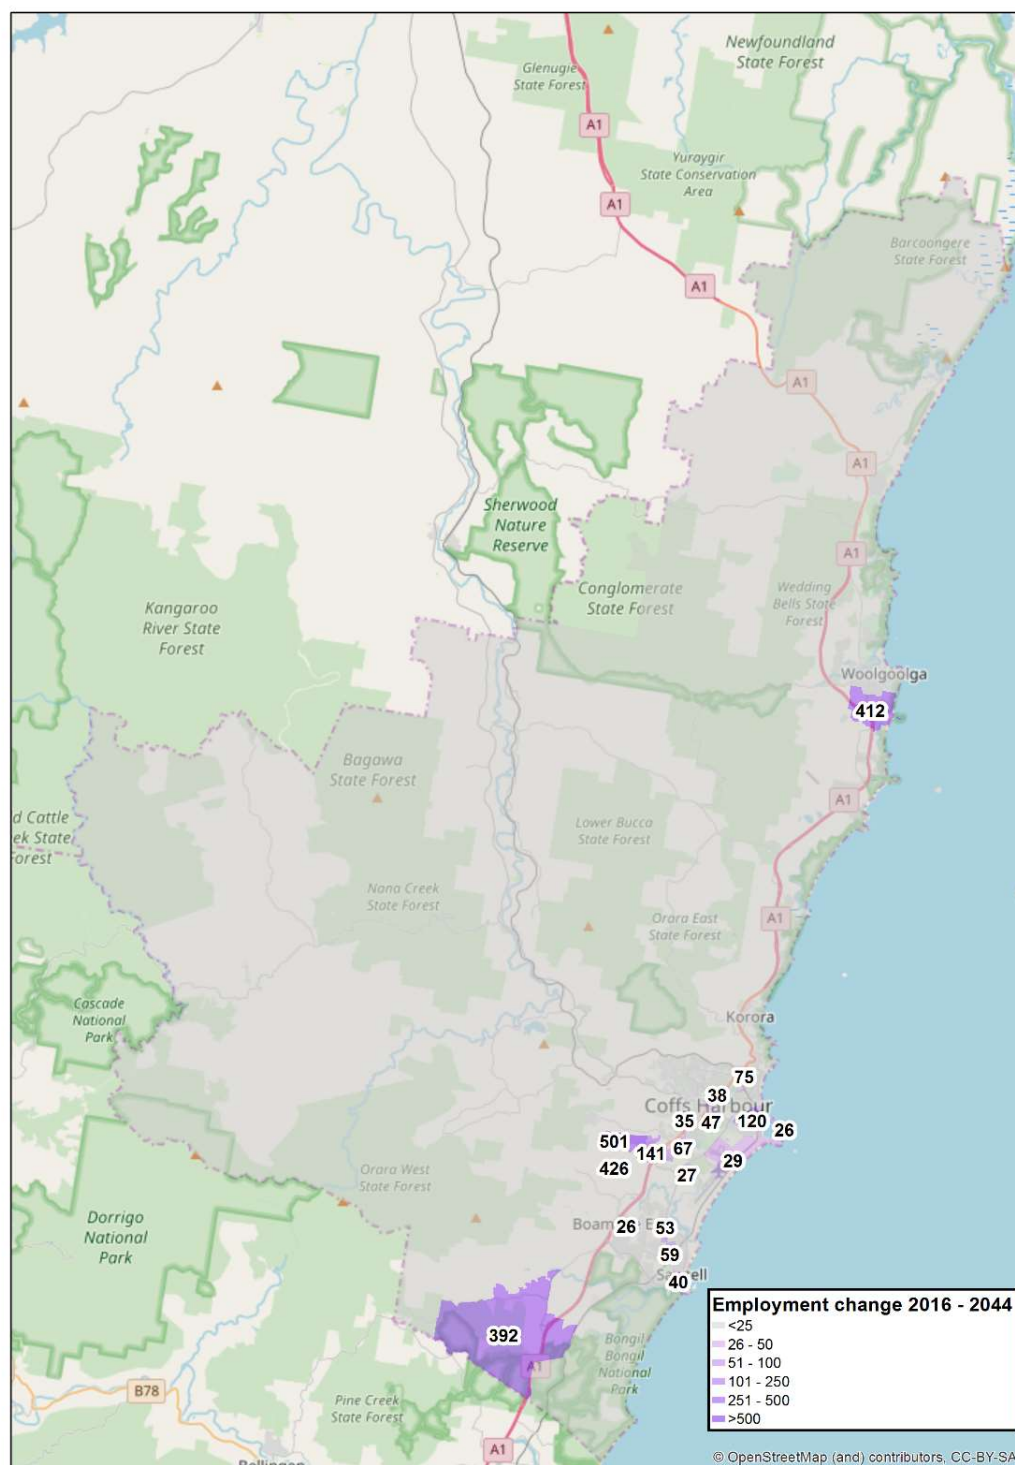 Newfoundland
State Forest
Glenugie
State Forest
A1
Yuraygir
State Conservation
Area
A1
Barcoongere
State Forest
A1
A1
A1
Sherwood
Nature
Reserve
A1
Conglomerate
State Forest
Wedding
Bells State
Forest
Kangaroo
River State
Forest
Woolgoolga
412
Bagawa
State Forest
A1
d Cattle
ek State
Forest
Lower Bucca
State Forest
Nana Creek
State Forest
Orara East
State Forest
A1
Cascade
National
Park
Korora
75
38
Coffs Harbour
35
47
120
26
501
141
67
426
29
27
Orara West
State Forest
Dorrigo
National
Park
Boam
E
26
53
59
40
392
Bongil
Bongil
National
Park
A1
B78
Pine Creek
State Forest
A1
Employment change 2016 - 2044
<25
26 - 50
51 - 100
101 - 250
251 - 500
>500
© OpenStreetMap (and) contributors, CC-BY-SA